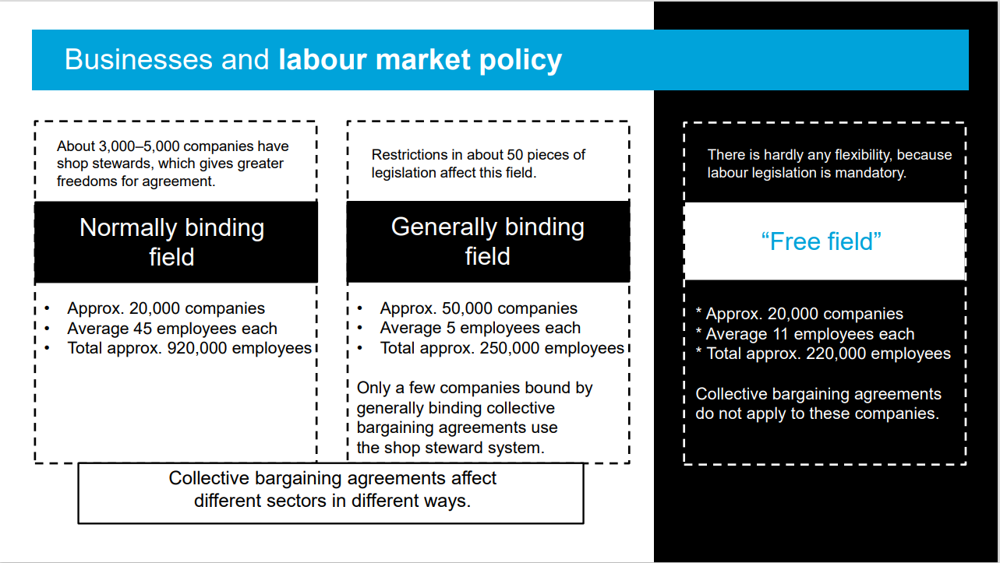 Businesses and labour market policy
About 3,000–5,000 companies have
shop stewards, which gives greater
freedoms for agreement.
Normally binding
field
• Approx. 20,000 companies
• Average 45 employees each
• Total approx. 920,000 employees
Restrictions in about 50 pieces of
legislation affect this field.
Generally binding
field
• Approx. 50,000 companies
• Average 5 employees each
• Total approx. 250,000 employees
Only a few companies bound by
generally binding collective
bargaining agreements use
the shop steward system.
Collective bargaining agreements affect
different sectors in different ways.
There is hardly any flexibility, because
labour legislation is mandatory.
“Free field”
* Approx. 20,000 companies
* Average 11 employees each
* Total approx. 220,000 employees
Collective bargaining agreements
do not apply to these companies.